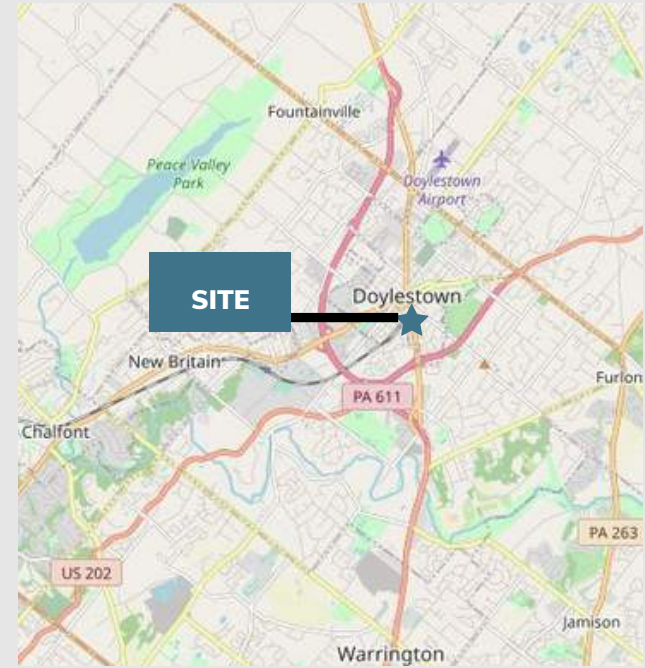 Fountainville
Peace Valley
Park
Doylestown
Airport
SITE
Doylestown
New Britain
PA 611
Furlon
Chalfont
PA 263
US 202
Jamison
Warrington